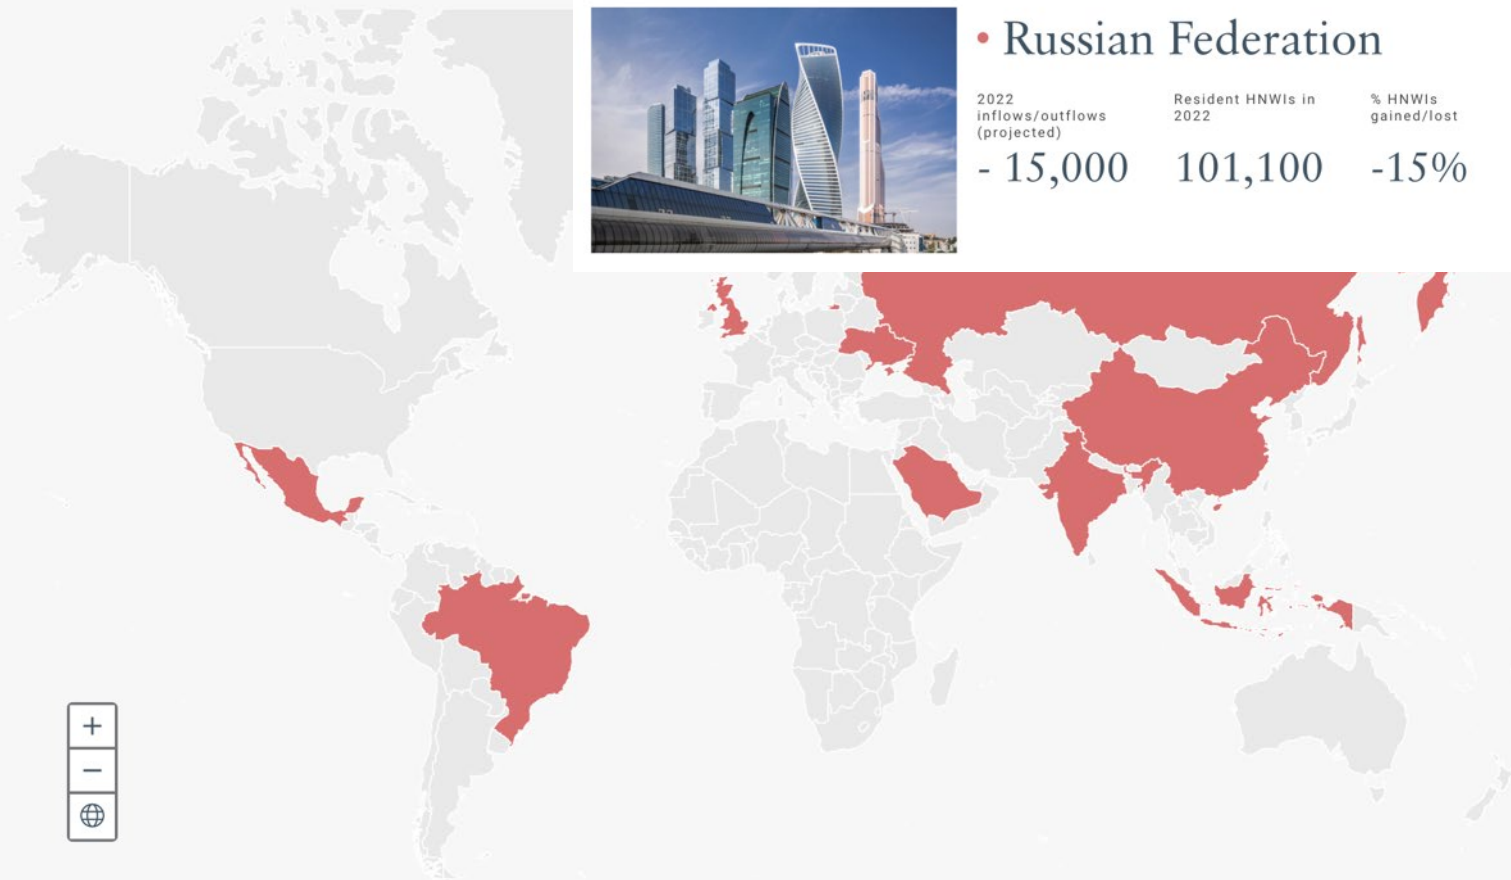 • Russian Federation
2022
inflows/outflows
(projected)
- 15,000
Resident HNWIs in
2022
101,100
% HNWIs
gained/lost
-15%
+
−